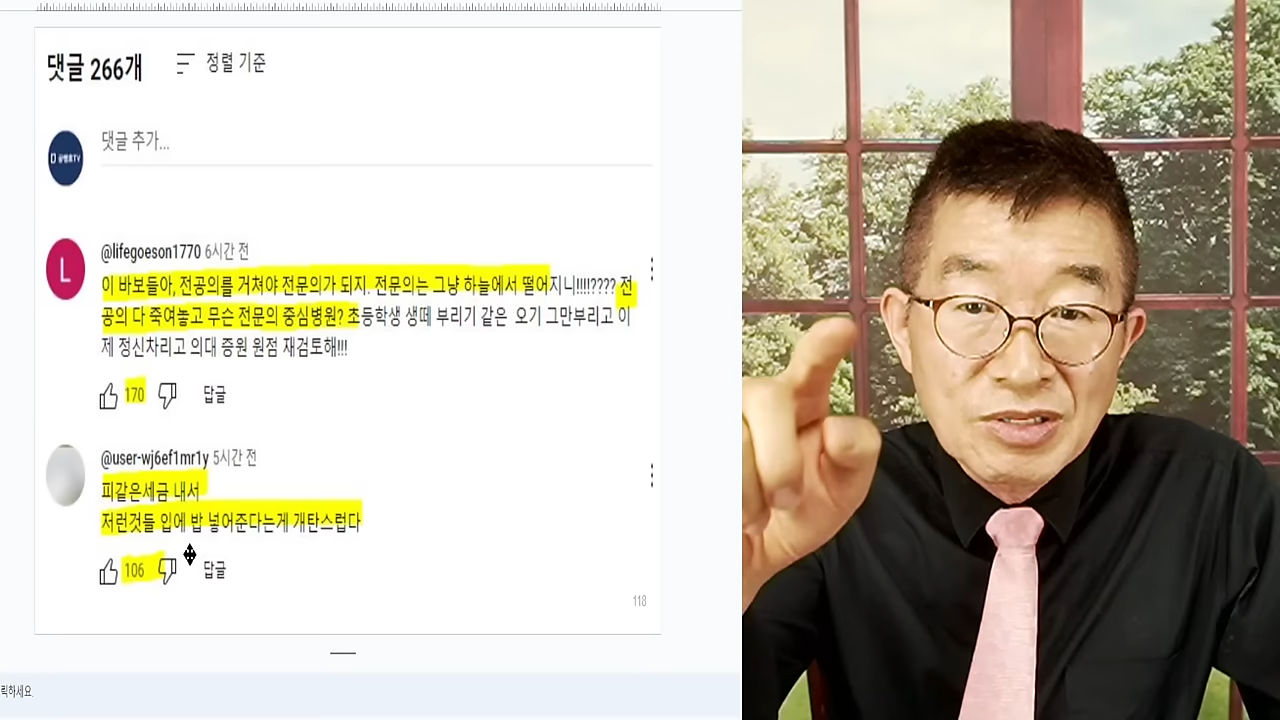 댓글 266개
정렬 기준
댓글 추가...
@lifegoeson1770 6시간 전
L
이 바보들아, 전공의를 거쳐야 전문의가 되지. 전문의는 그냥 하늘에서 떨어지니!!!!???? 전
공의 다 죽여놓고 무슨 전문의 중심병원? 초등학생 생떼 부리기 같은 오기 그만부리고 이
제 정신차리고 의대 증원 원점 재검토해!!!
170
답글
@user-wj6ef1mr1y 5시간 전
피같은세금 내서
저런것들 입에 밥 넣어준다는게 개탄스럽다
106
답글
118
릭하세요.